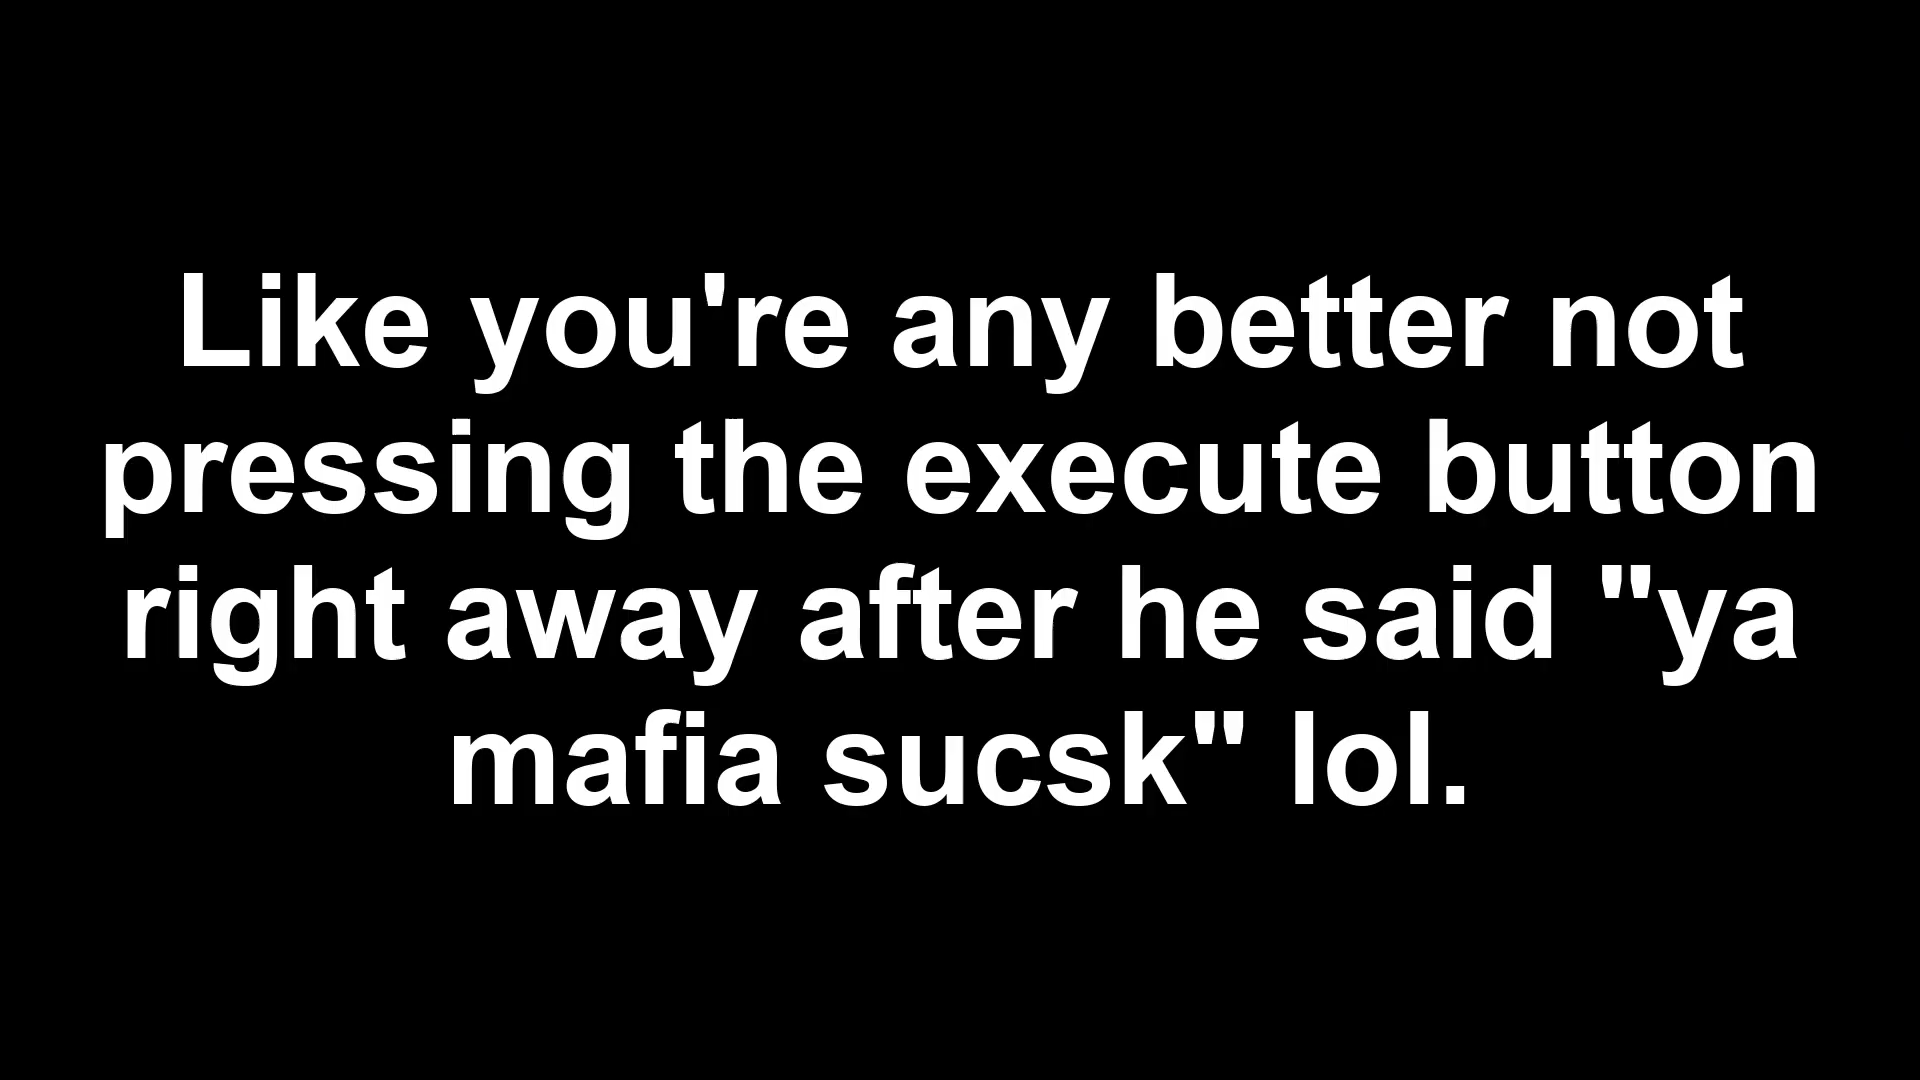 Like you're any better not
pressing the execute button
right away after he said "ya
mafia sucsk" lol.